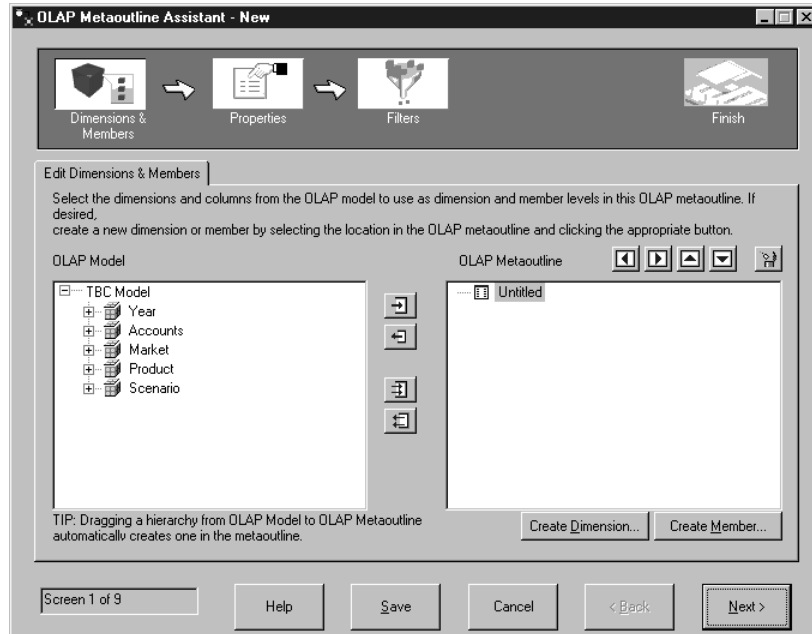 OLAP Metaoutline Assistant - New
Dimensions &
Members
Properties
Filters
Finish
Edit Dimensions & Members
Select the dimensions and columns from the OLAP model to use as dimension and member levels in this OLAP metaoutline. If
desired,
create a new dimension or member by selecting the location in the OLAP metaoutline and clicking the appropriate button.
OLAP Model
OLAP Metaoutline
TBC Model
Year
Accounts
Market
Product
Scenario
Untitled
TIP: Dragging a hierarchy from OLAP Model to OLAP Metaoutline
automatically creates one in the metaoutline.
Create Dimension...
Create Member...
Screen 1 of 9
Help
Save
Cancel
< Back
Next >